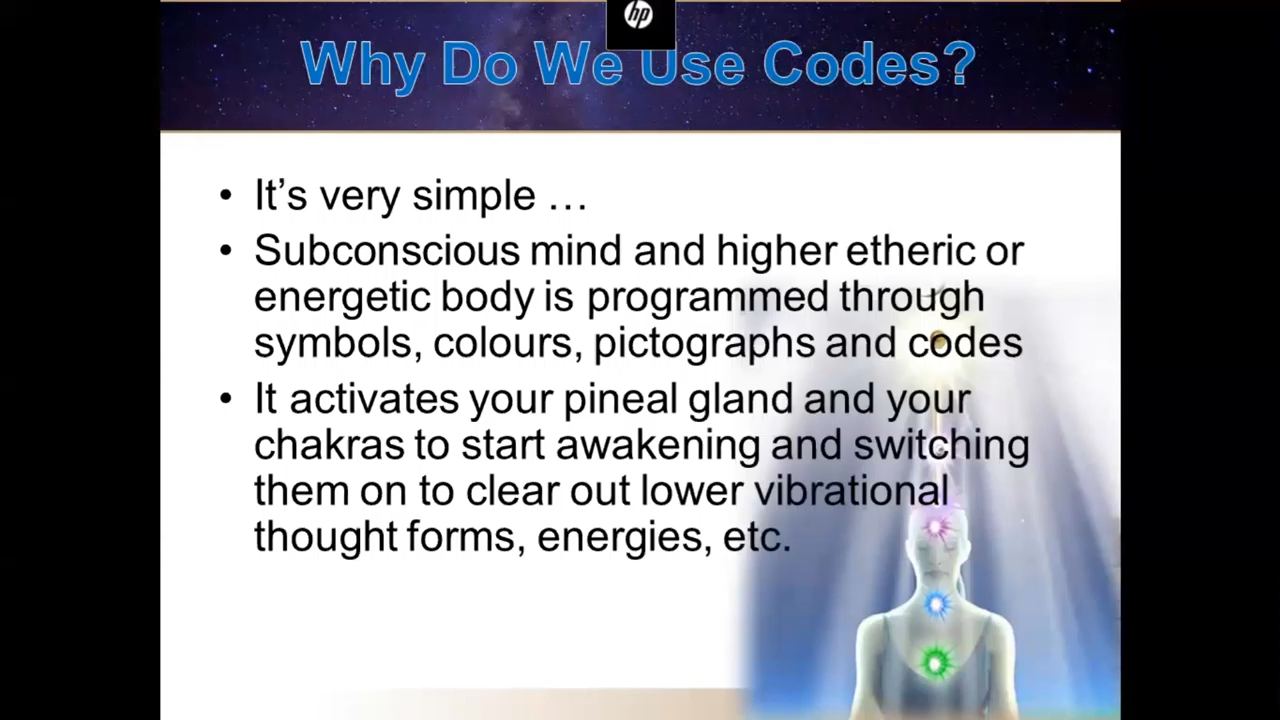 hp
Why Do We Use Codes?
• It’s very simple …
• Subconscious mind and higher etheric or
energetic body is programmed through
symbols, colours, pictographs and codes
• It activates your pineal gland and your
chakras to start awakening and switching
them on to clear out lower vibrational
thought forms, energies, etc.